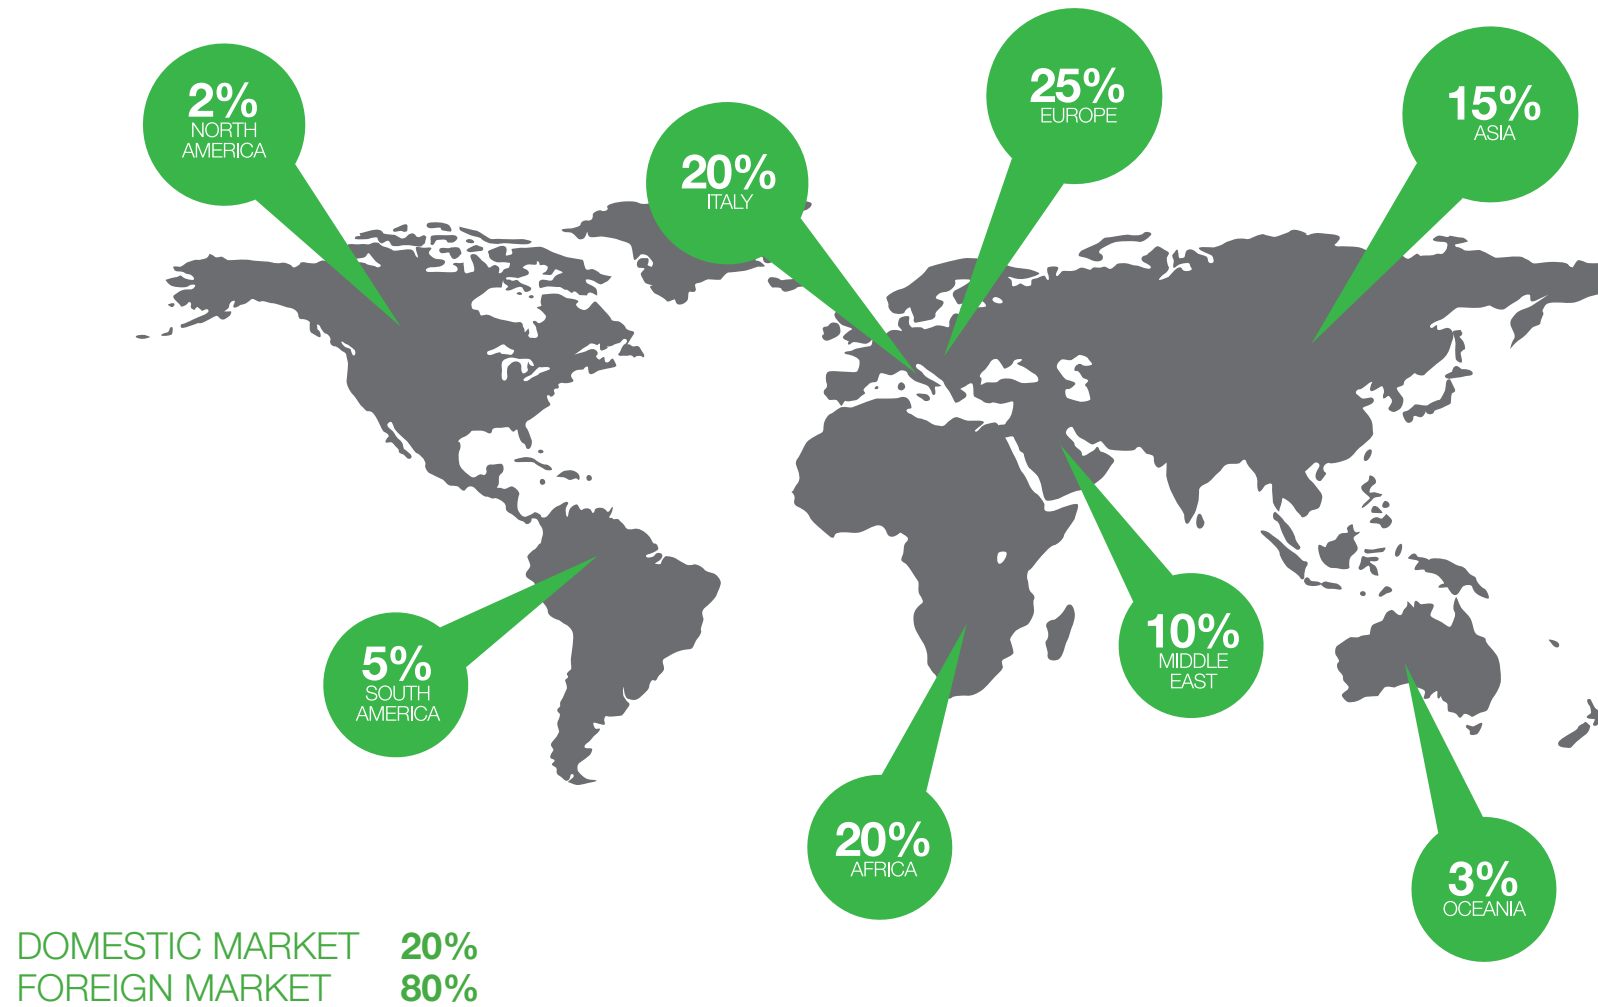 2%
NORTH
AMERICA
20%
ITALY
25%
EUROPE
15%
ASIA
5%
SOUTH
AMERICA
10%
MIDDLE
EAST
20%
AFRICA
3%
OCEANIA
DOMESTIC MARKET 20%
FOREIGN MARKET 80%